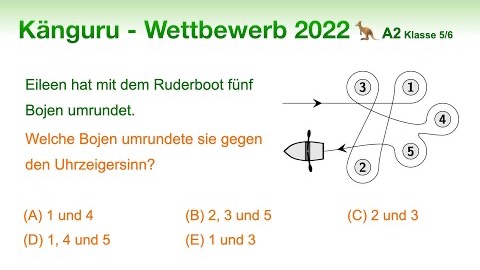 Känguru - Wettbewerb 2022 🦘 A2 Klasse 5/6
Eileen hat mit dem Ruderboot fünf
Bojen umrundet.
Welche Bojen umrundete sie gegen
den Uhrzeigersinn?
3
1
4
5
2
(A) 1 und 4
(B) 2, 3 und 5
(C) 2 und 3
(D) 1, 4 und 5
(E) 1 und 3